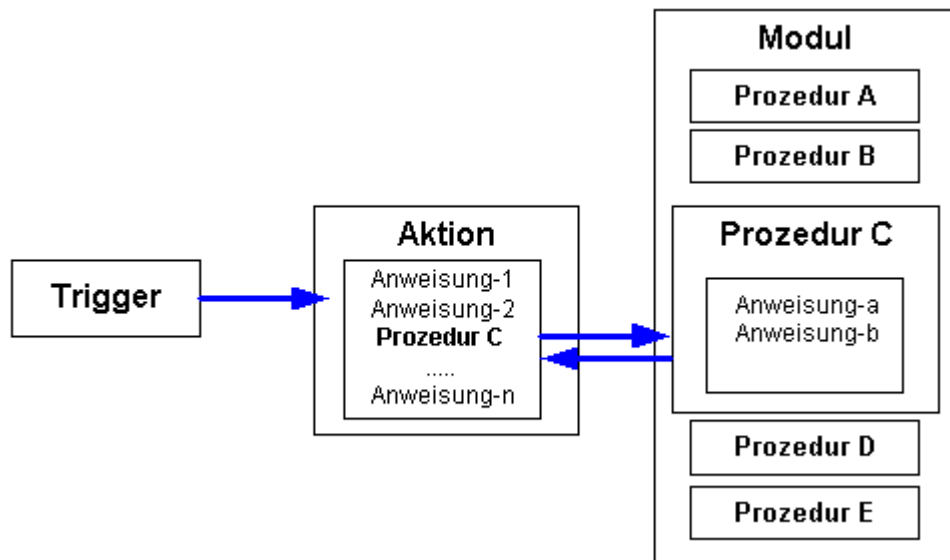 Trigger
Aktion
Anweisung-1
Anweisung-2
Prozedur C
.....
Anweisung-n
Modul
Prozedur A
Prozedur B
Prozedur C
Anweisung-a
Anweisung-b
Prozedur D
Prozedur E